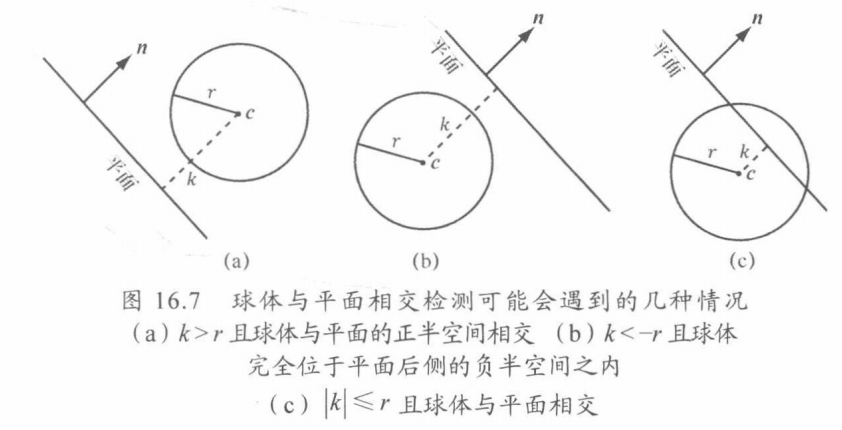 n
平面
r
c
k
(a)
n
平面
k
r
c
(b)
n
平面
r
k
c
(c)
图 16.7 球体与平面相交检测可能会遇到的几种情况
(a) k>r 且球体与平面的正半空间相交 (b) k<-r 且球体
完全位于平面后侧的负半空间之内
(c) |k|≤r 且球体与平面相交